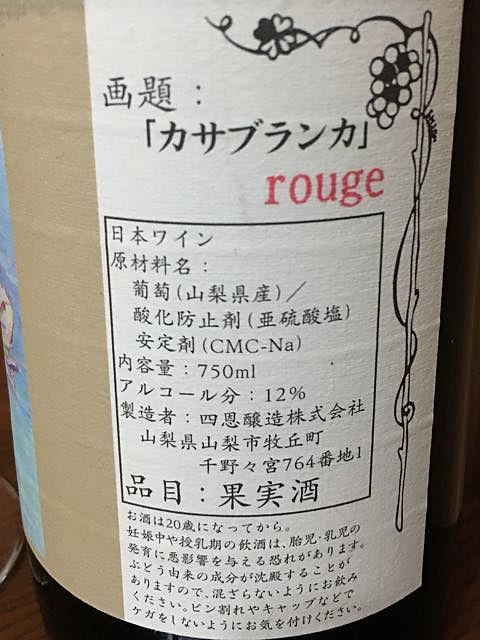 画題：
「カサブランカ」
rouge
日本ワイン
原材料名：
葡萄(山梨県産)／
酸化防止剤(亜硫酸塩)
安定剤(CMC-Na)
内容量：750ml
アルコール分：12%
製造者：四恩醸造株式会社
山梨県山梨市牧丘町
千野々宮764番地1
品目：果実酒
お酒は20歳になってから。
妊娠中や授乳期の飲酒は、胎児・乳児の
発育に悪影響を与える恐れがあります。
ぶどう由来の成分が沈殿することが
ありますので、混ざらないようにお飲み
ください。ビン割れやキャップなどで
ケガをしないようにお気を付けください。